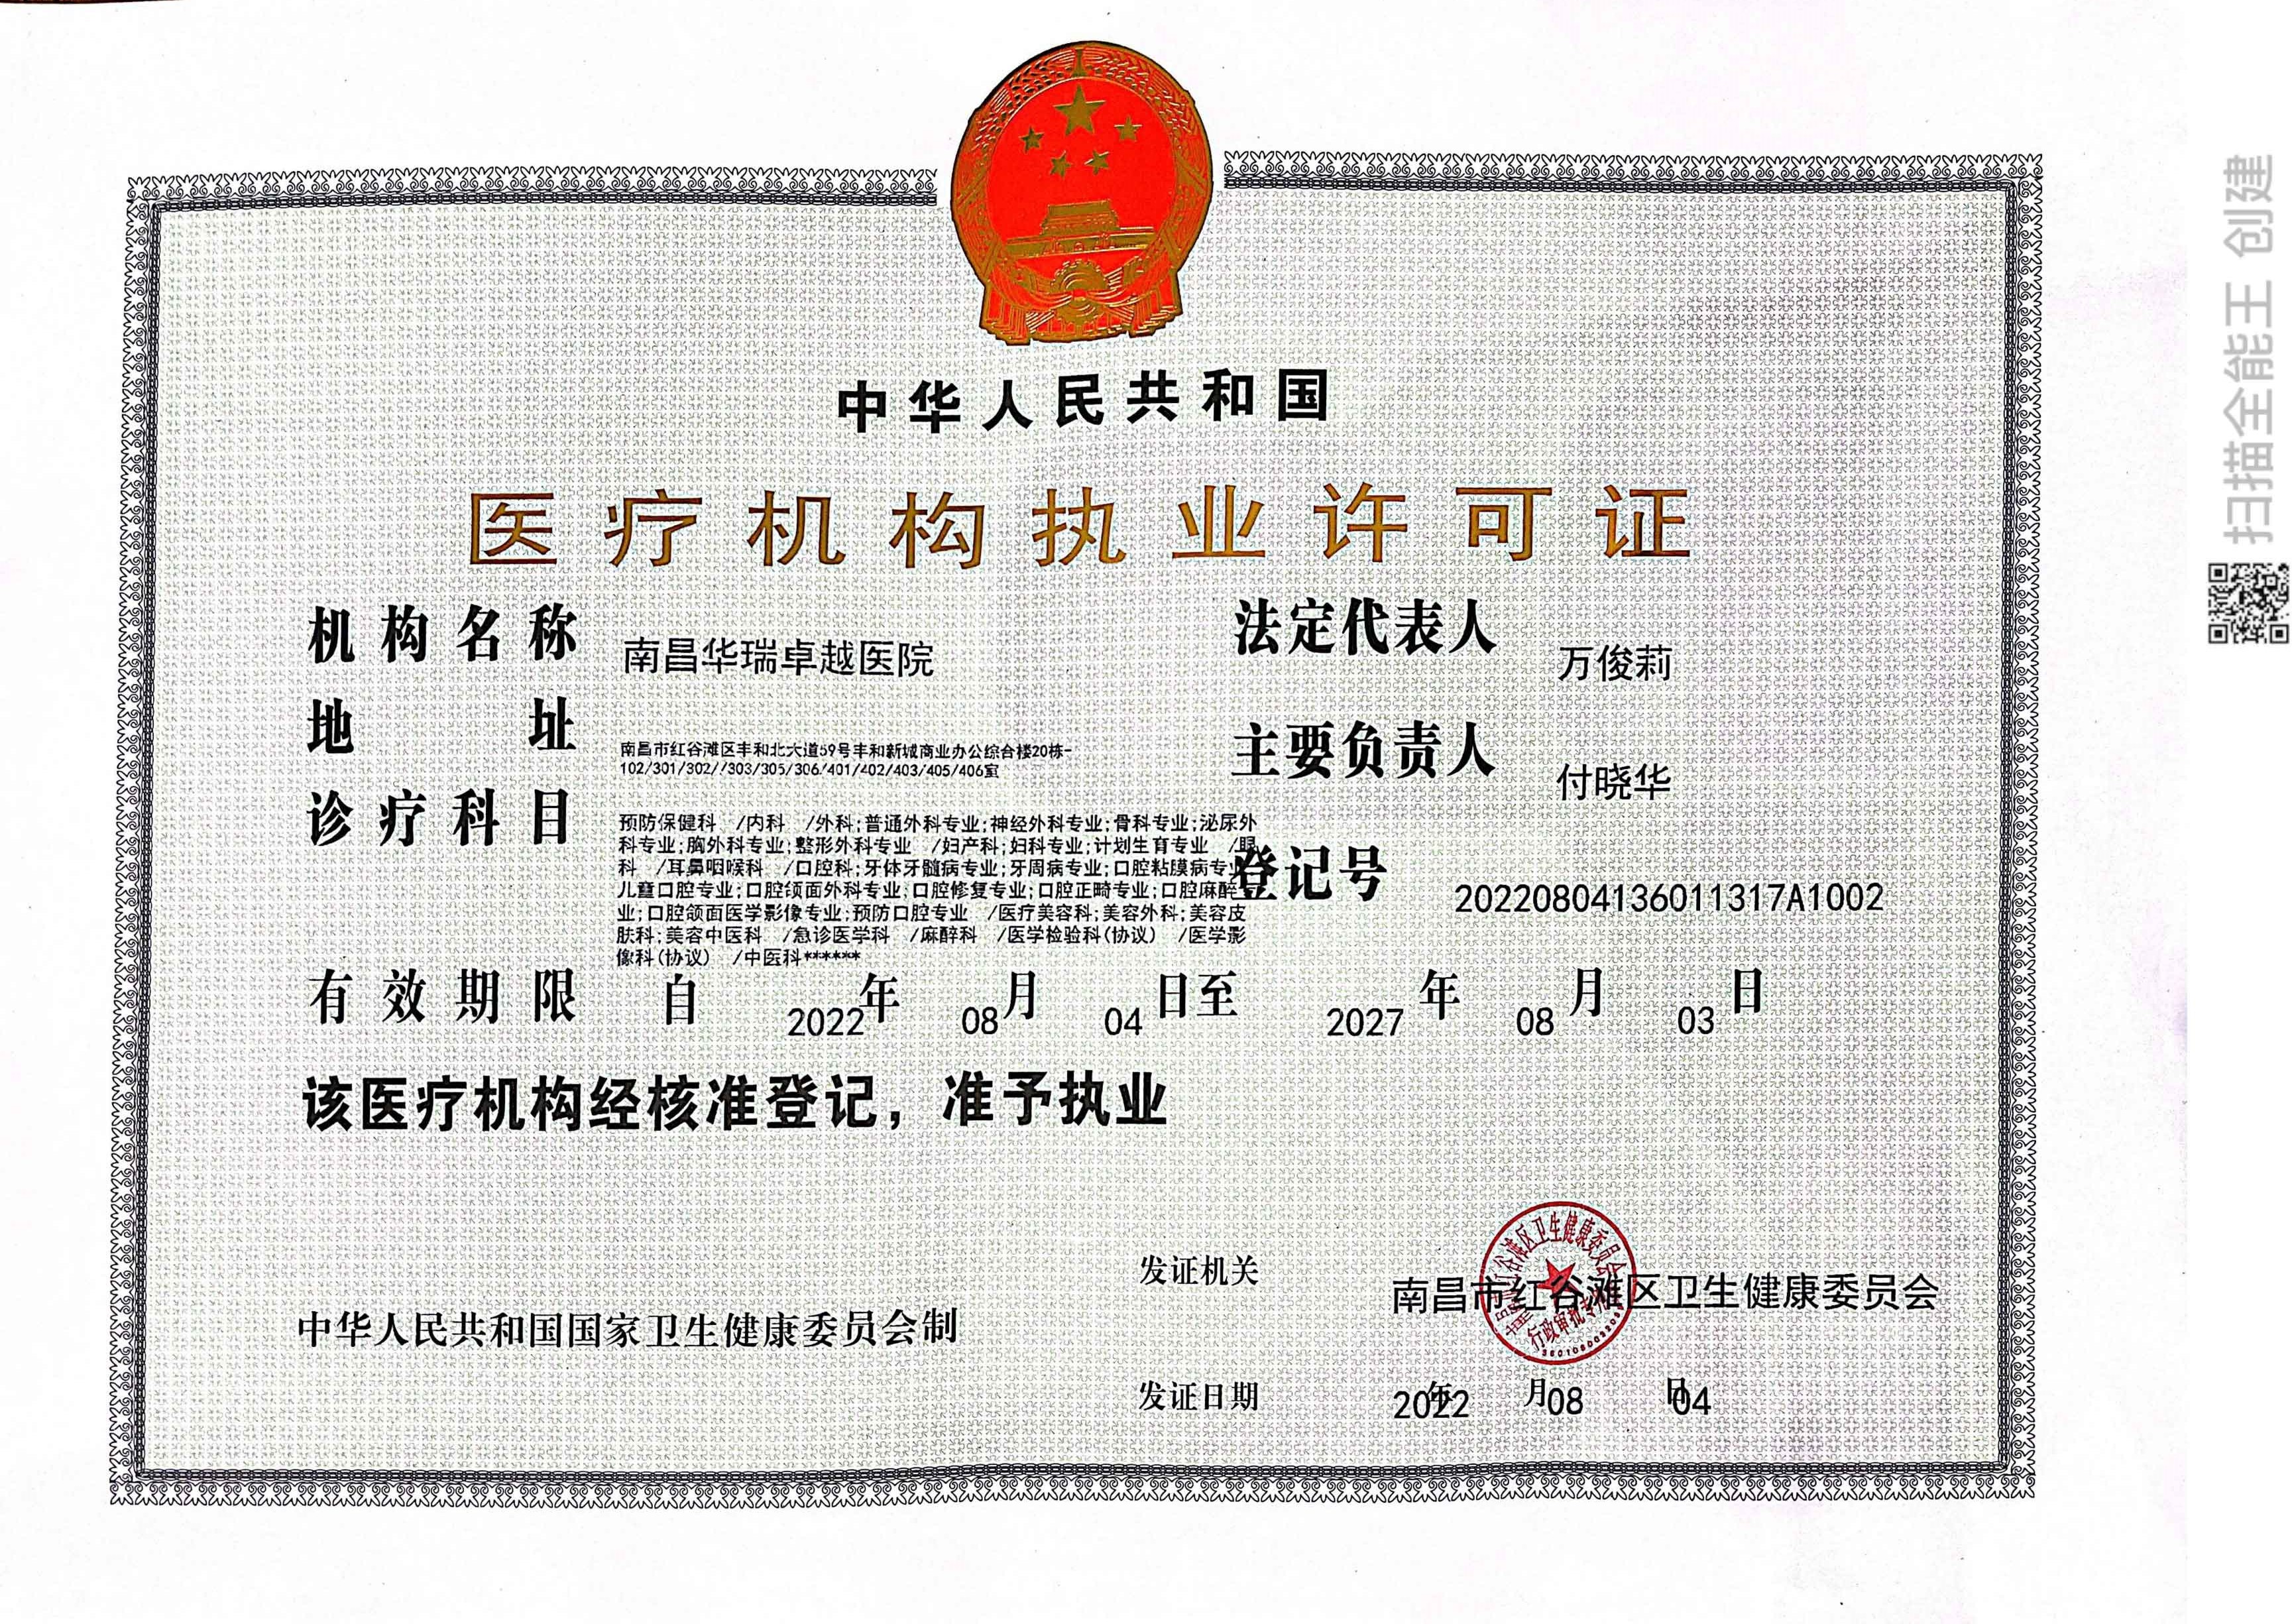 中华人民共和国
医疗机构执业许可证
机构名称 南昌华瑞卓越医院
法定代表人 万俊莉
地址 南昌市红谷滩区丰和北大道59号丰和新城商业办公综合楼20栋-
102/301/302//303/305/306/401/402/403/405/406室
主要负责人 付晓华
诊疗科目 预防保健科 /内科 /外科;普通外科专业;神经外科专业;骨科专业;泌尿外
科专业;胸外科专业;整形外科专业 /妇产科;妇科专业;计划生育专业 /眼
科 /耳鼻咽喉科 /口腔科;牙体牙髓病专业;牙周病专业;口腔粘膜病专业
儿童口腔专业;口腔颌面外科专业;口腔修复专业;口腔正畸专业;口腔麻醉
业;口腔颌面医学影像专业;预防口腔专业 /医疗美容科;美容外科;美容皮
肤科;美容中医科 /急诊医学科 /麻醉科 /医学检验科(协议) /医学影
像科(协议) /中医科******
登记号 20220804136011317A1002
有效期限 自 2022年 08月 04日至 2027年 08月 03日
该医疗机构经核准登记，准予执业
发证机关 南昌市红谷滩区卫生健康委员会
中华人民共和国国家卫生健康委员会制
发证日期 2022年 月08 日04
行政审批专
扫描全能王 创建